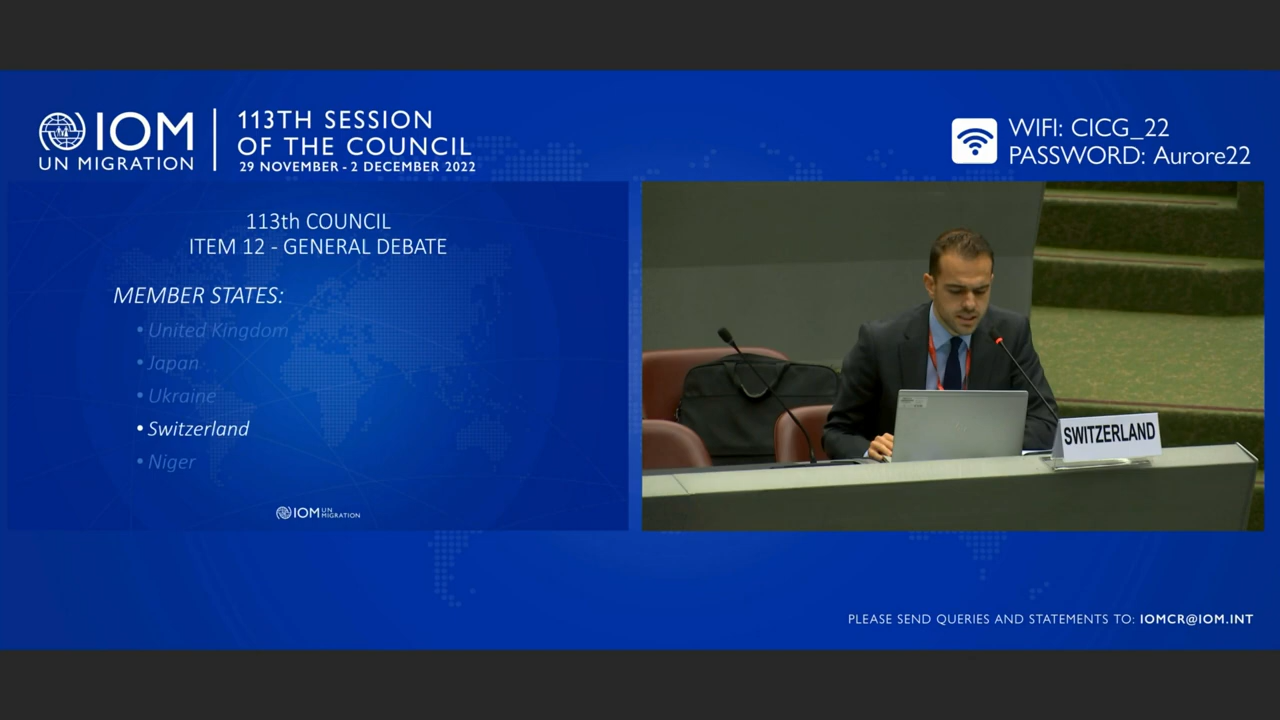 IOM
UN MIGRATION
113TH SESSION
OF THE COUNCIL
29 NOVEMBER - 2 DECEMBER 2022
WIFI: CICG_22
PASSWORD: Aurore22
113th COUNCIL
ITEM 12 - GENERAL DEBATE
MEMBER STATES:
• United Kingdom
• Japan
• Ukraine
• Switzerland
• Niger
IOM UN MIGRATION
SWITZERLAND
PLEASE SEND QUERIES AND STATEMENTS TO: IOMCR@IOM.INT